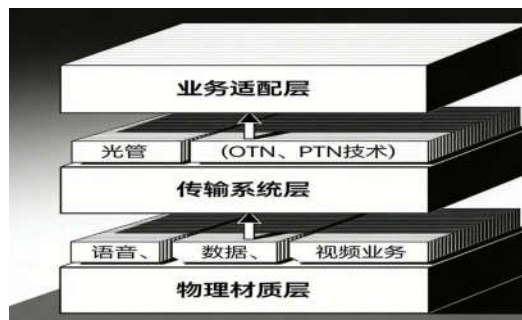 业务适配层
光管 (OTN、PTN技术)
传输系统层
语音、 数据、 视频业务
物理材质层